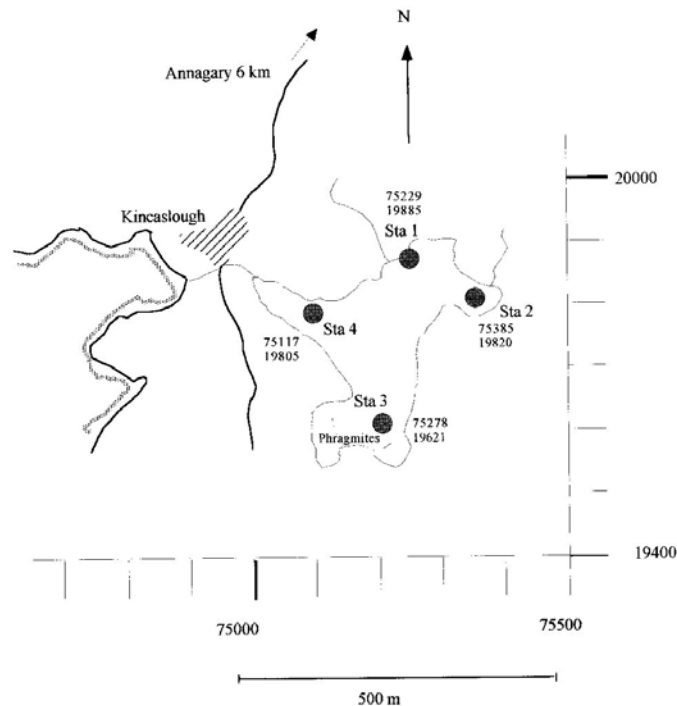 N
Annagary 6 km
20000
75229
19885
Kincaslough
Sta 1
Sta 2
75385
19820
Sta 4
75117
19805
Sta 3
75278
19621
Phragmites
19400
75000
75500
500 m